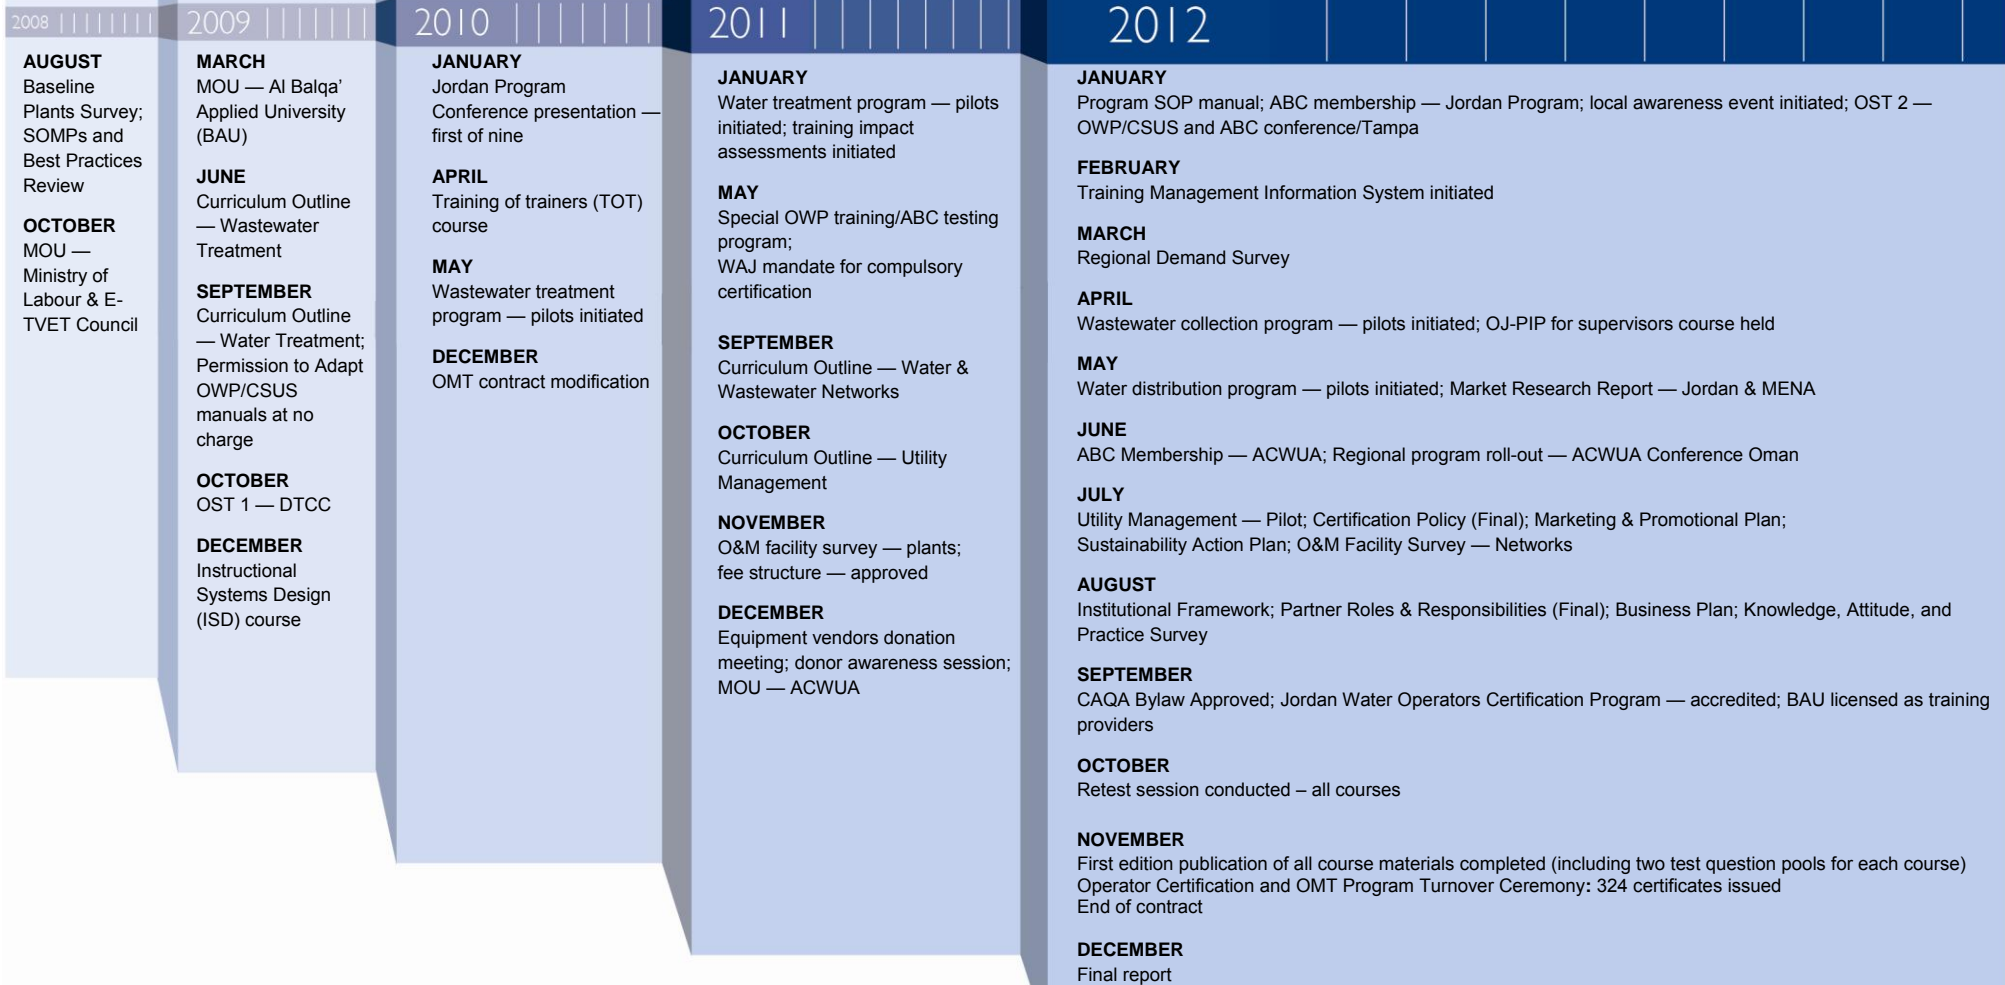 2008
AUGUST
Baseline
Plants Survey;
SOMPs and
Best Practices
Review
OCTOBER
MOU —
Ministry of
Labour & E-
TVET Council
2009
MARCH
MOU — Al Balqa’
Applied University
(BAU)
JUNE
Curriculum Outline
— Wastewater
Treatment
SEPTEMBER
Curriculum Outline
— Water Treatment;
Permission to Adapt
OWP/CSUS
manuals at no
charge
OCTOBER
OST 1 — DTCC
DECEMBER
Instructional
Systems Design
(ISD) course
2010
JANUARY
Jordan Program
Conference presentation —
first of nine
APRIL
Training of trainers (TOT)
course
MAY
Wastewater treatment
program — pilots initiated
DECEMBER
OMT contract modification
2011
JANUARY
Water treatment program — pilots
initiated; training impact
assessments initiated
MAY
Special OWP training/ABC testing
program;
WAJ mandate for compulsory
certification
SEPTEMBER
Curriculum Outline — Water &
Wastewater Networks
OCTOBER
Curriculum Outline — Utility
Management
NOVEMBER
O&M facility survey — plants;
fee structure — approved
DECEMBER
Equipment vendors donation
meeting; donor awareness session;
MOU — ACWUA
2012
JANUARY
Program SOP manual; ABC membership — Jordan Program; local awareness event initiated; OST 2 —
OWP/CSUS and ABC conference/Tampa
FEBRUARY
Training Management Information System initiated
MARCH
Regional Demand Survey
APRIL
Wastewater collection program — pilots initiated; OJ-PIP for supervisors course held
MAY
Water distribution program — pilots initiated; Market Research Report — Jordan & MENA
JUNE
ABC Membership — ACWUA; Regional program roll-out — ACWUA Conference Oman
JULY
Utility Management — Pilot; Certification Policy (Final); Marketing & Promotional Plan;
Sustainability Action Plan; O&M Facility Survey — Networks
AUGUST
Institutional Framework; Partner Roles & Responsibilities (Final); Business Plan; Knowledge, Attitude, and
Practice Survey
SEPTEMBER
CAQA Bylaw Approved; Jordan Water Operators Certification Program — accredited; BAU licensed as training
providers
OCTOBER
Retest session conducted – all courses
NOVEMBER
First edition publication of all course materials completed (including two test question pools for each course)
Operator Certification and OMT Program Turnover Ceremony: 324 certificates issued
End of contract
DECEMBER
Final report